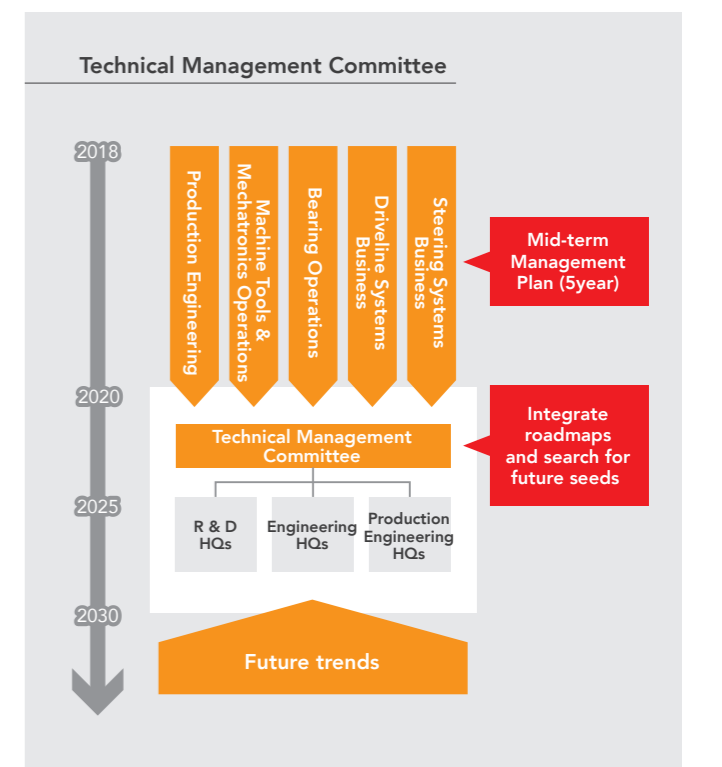 Technical Management Committee
2018
Production Engineering
Machine Tools &
Mechatronics Operations
Bearing Operations
Driveline Systems
Business
Steering Systems
Business
Mid-term
Management
Plan (5year)
2020
Technical Management
Committee
Integrate
roadmaps
and search for
future seeds
2025
R & D
HQs
Engineering
HQs
Production
Engineering
HQs
2030
Future trends